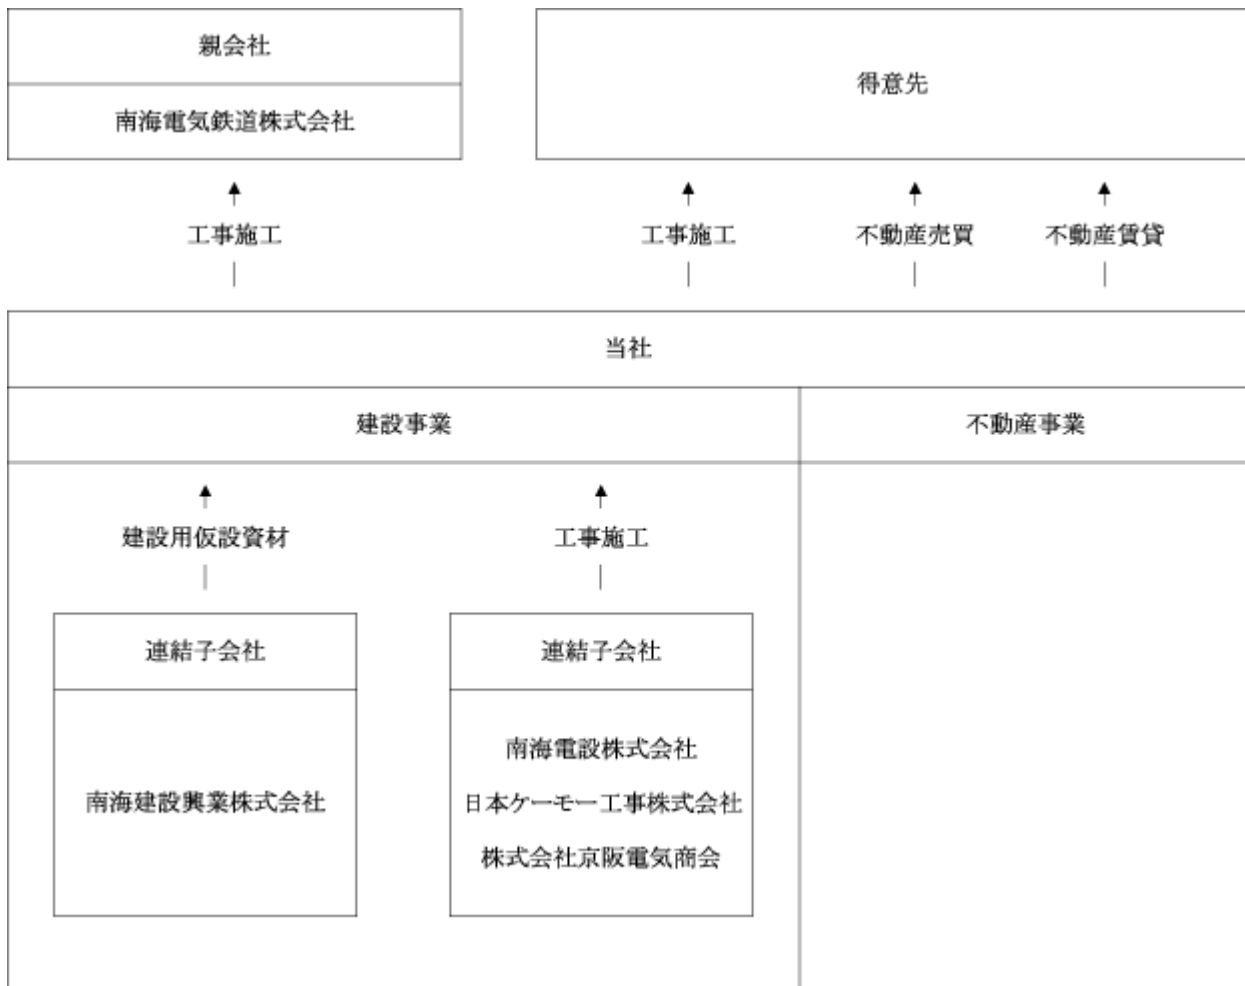 親会社
南海電気鉄道株式会社
得意先
工事施工
工事施工
不動産売買
不動産賃貸
当社
建設事業
不動産事業
建設用仮設資材
工事施工
連結子会社
南海建設興業株式会社
連結子会社
南海電設株式会社
日本ケーモー工事株式会社
株式会社京阪電気商会